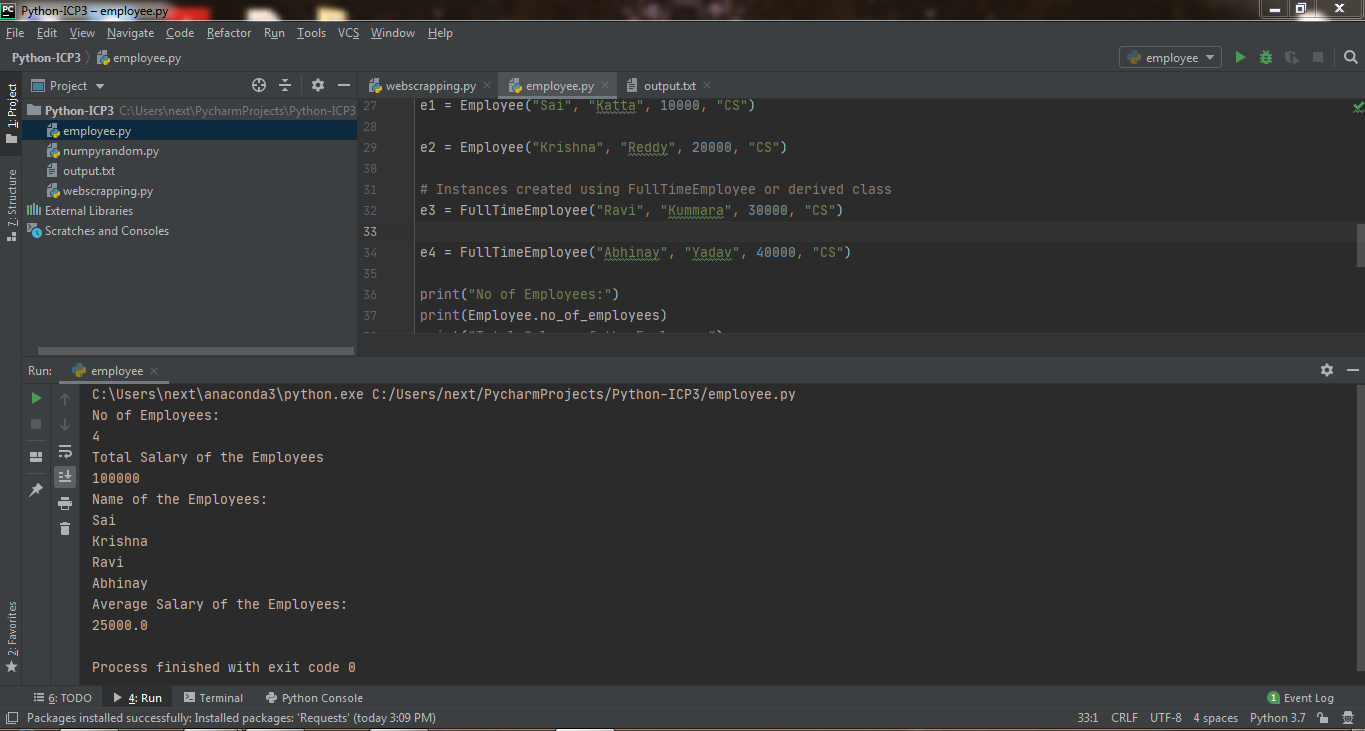 PC Python-ICP3 – employee.py
File Edit View Navigate Code Refactor Run Tools VCS Window Help
Python-ICP3 employee.py employee
1: Project
7: Structure
2: Favorites
Project
Python-ICP3 C:\Users\next\PycharmProjects\Python-ICP3
employee.py
numpyrandom.py
output.txt
webscrapping.py
External Libraries
Scratches and Consoles
webscrapping.py employee.py output.txt
27 e1 = Employee("Sai", "Katta", 10000, "CS")
28
29 e2 = Employee("Krishna", "Reddy", 20000, "CS")
30
31 # Instances created using FullTimeEmployee or derived class
32 e3 = FullTimeEmployee("Ravi", "Kummara", 30000, "CS")
33
34 e4 = FullTimeEmployee("Abhinay", "Yadav", 40000, "CS")
35
36 print("No of Employees:")
37 print(Employee.no_of_employees)
Run: employee
C:\Users\next\anaconda3\python.exe C:/Users/next/PycharmProjects/Python-ICP3/employee.py
No of Employees:
4
Total Salary of the Employees
100000
Name of the Employees:
Sai
Krishna
Ravi
Abhinay
Average Salary of the Employees:
25000.0
Process finished with exit code 0
6: TODO 4: Run Terminal Python Console 1 Event Log
Packages installed successfully: Installed packages: 'Requests' (today 3:09 PM) 33:1 CRLF UTF-8 4 spaces Python 3.7